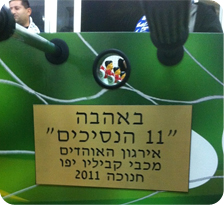 באהבה
"11 הנסיכים"
אירגון האוהדים
מכבי קביליו יפו
חנוכה 2011